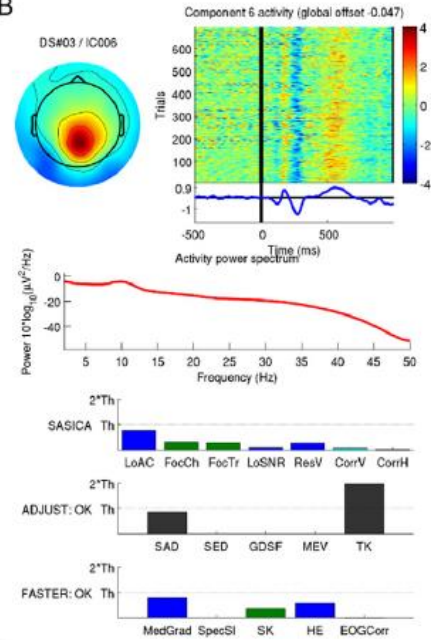 B
Component 6 activity (global offset -0.047)
DS#03 / IC006
Trials
600
500
400
300
200
100
4
2
0
-2
-4
0.9
-1
-500 0 500
Time (ms)
Activity power spectrum
Power 10*log10(μV2/Hz)
0
-20
-40
5 10 15 20 25 30 35 40 45 50
Frequency (Hz)
2*Th
SASICA Th
LoAC FocCh FocTr LoSNR ResV CorrV CorrH
2*Th
ADJUST: OK Th
SAD SED GDSF MEV TK
2*Th
FASTER: OK Th
MedGrad SpecSl SK HE EOGCorr